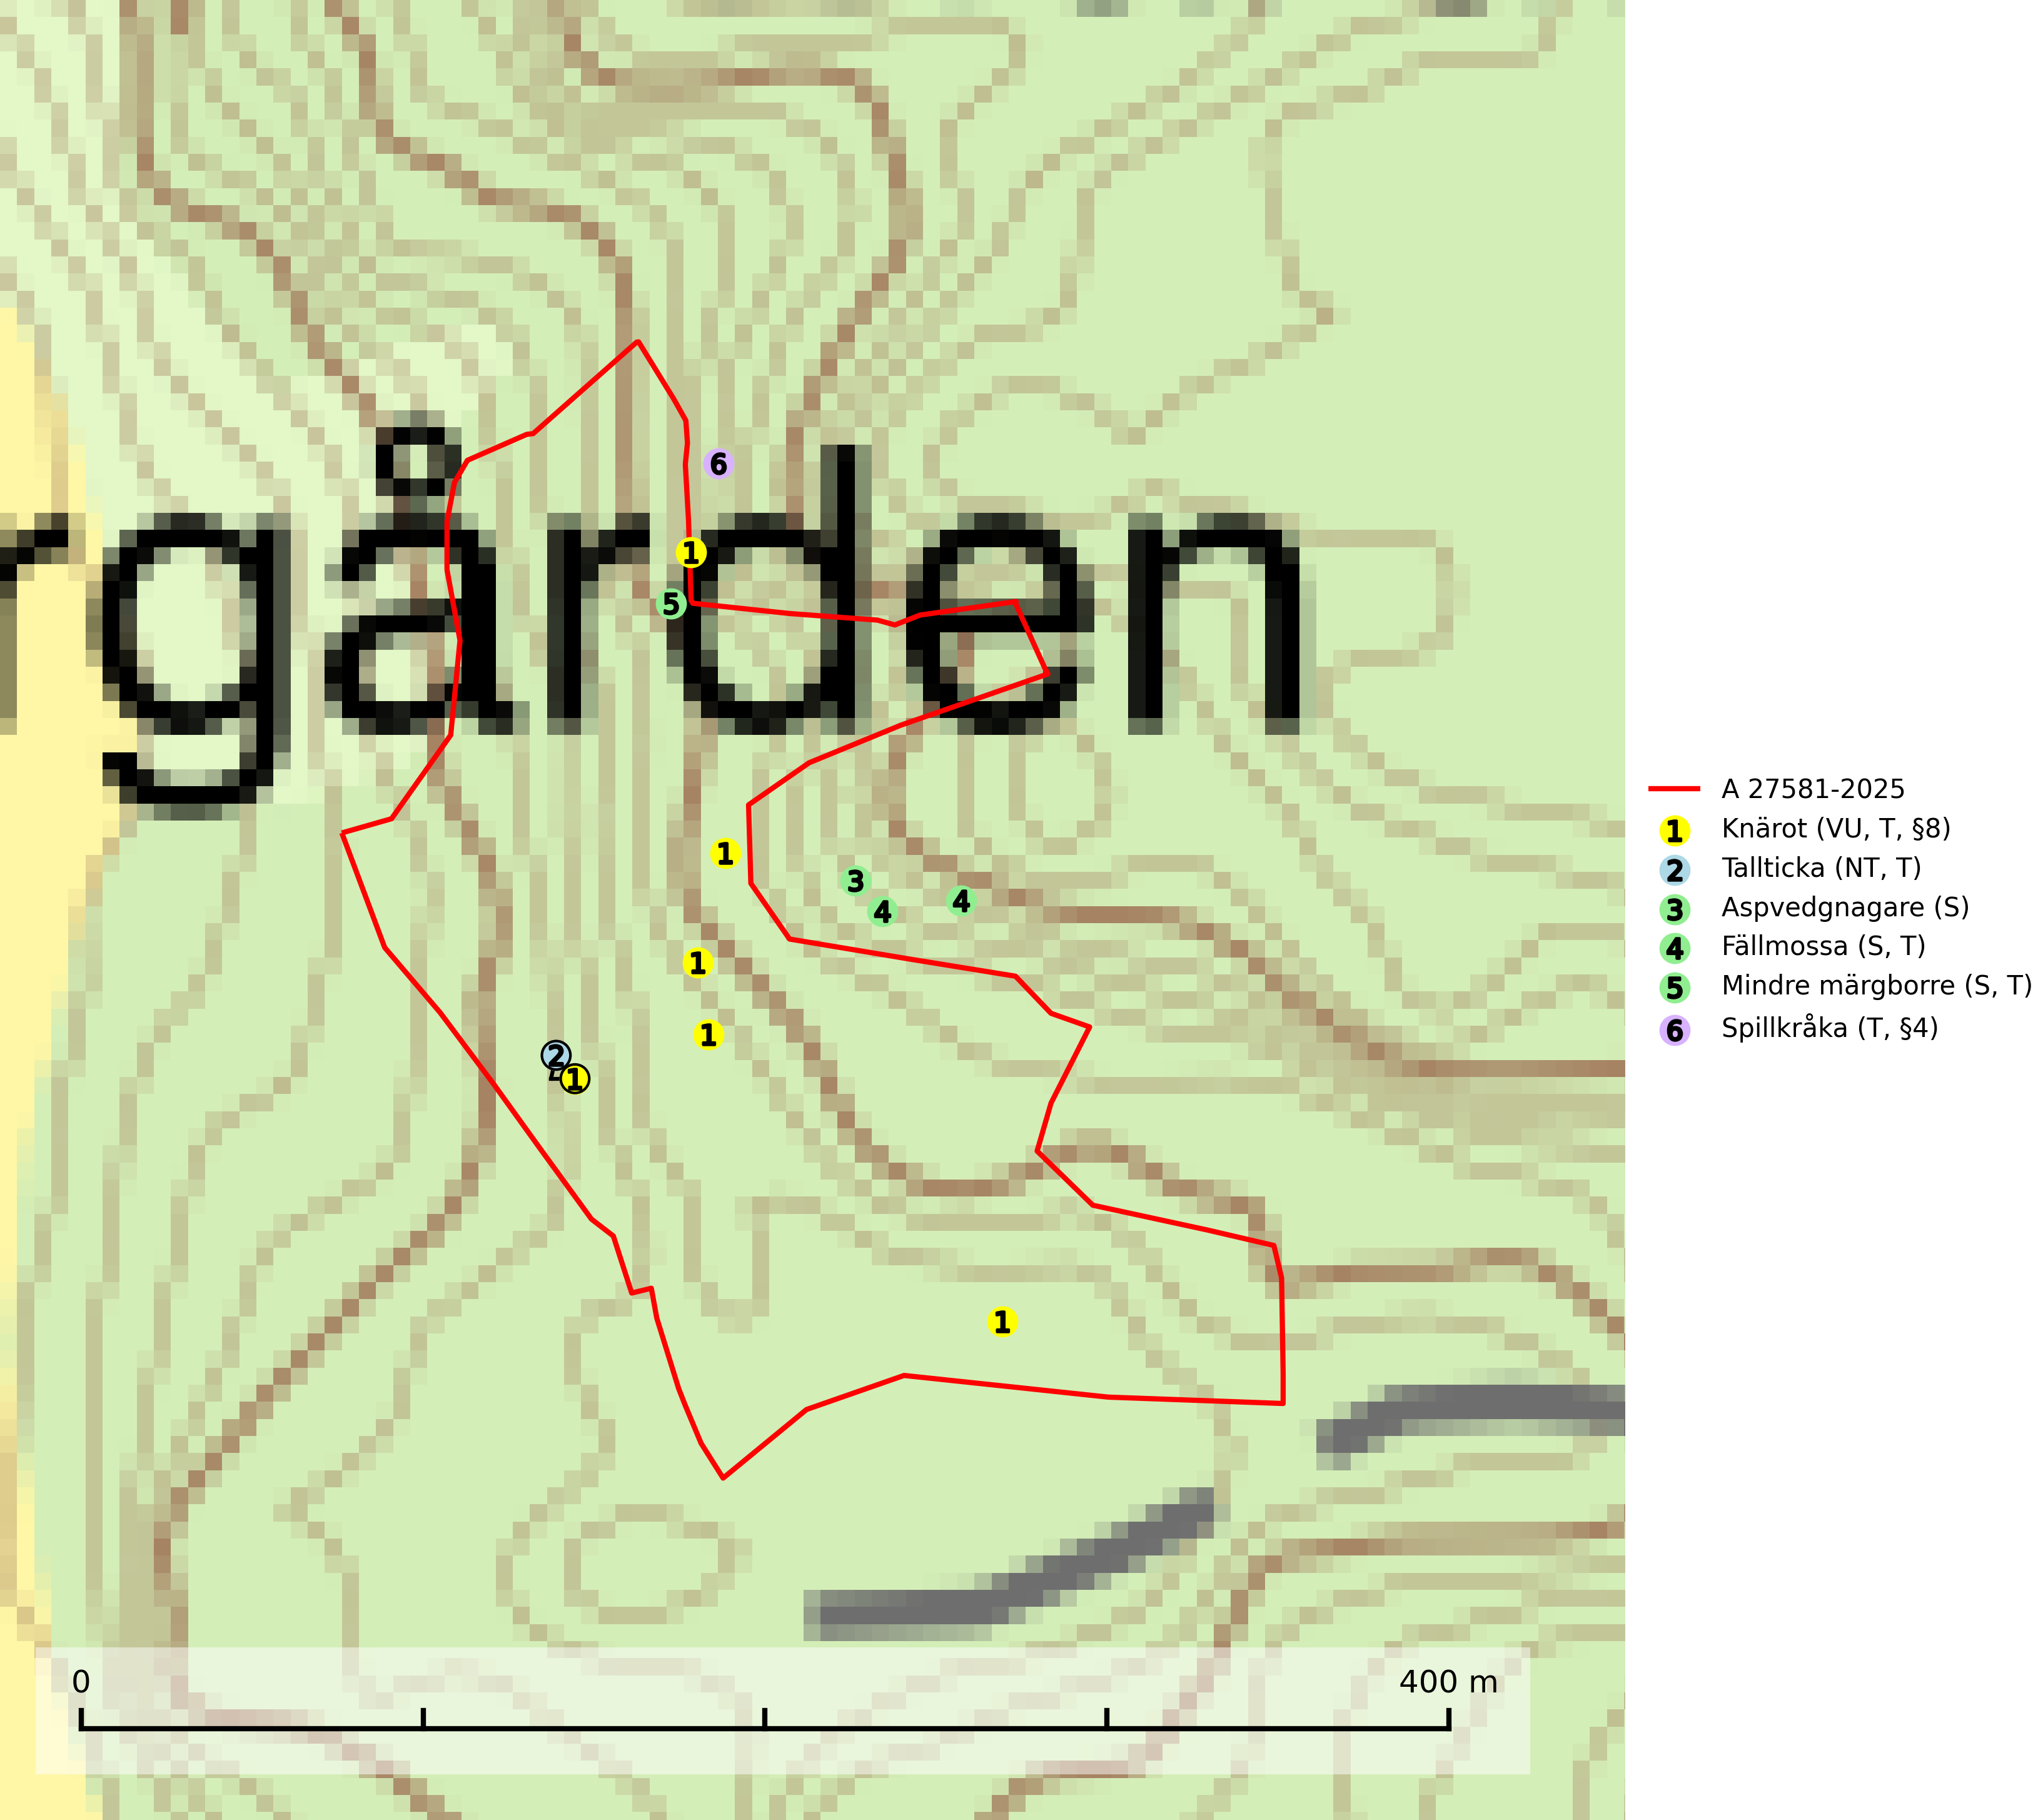 rgården
6
1
5
1
3
4
4
1
1
2
1
1
0
400 m
A 27581-2025
1 Knärot (VU, T, §8)
2 Tallticka (NT, T)
3 Aspvedgnagare (S)
4 Fällmossa (S, T)
5 Mindre märgborre (S, T)
6 Spillkråka (T, §4)